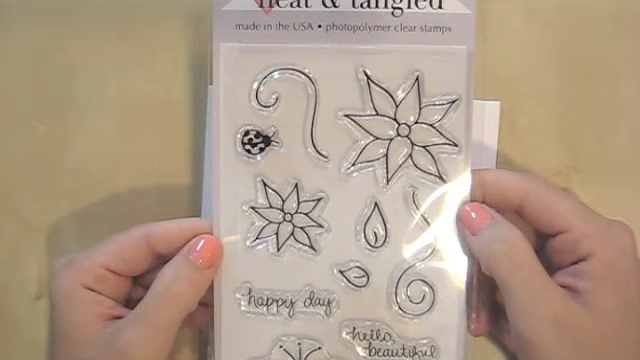 neat & tangled
made in the USA • photopolymer clear stamps
happy day
hello,
beautiful